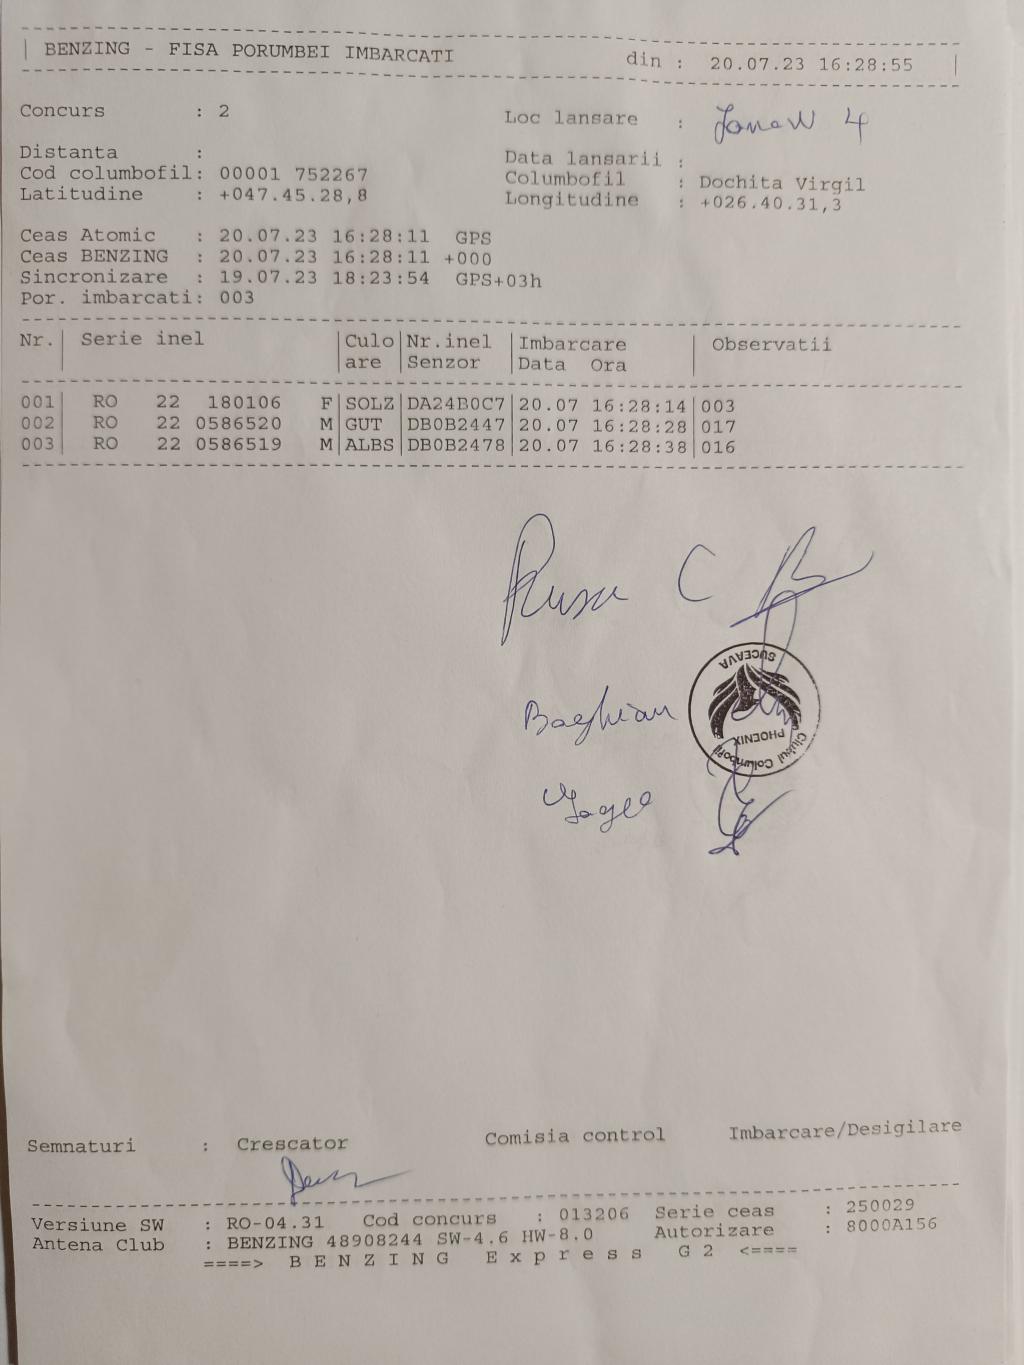 BENZING - FISA PORUMBEI IMBARCATI din : 20.07.23 16:28:55
Concurs : 2 Loc lansare : 4
Distanta : Data lansarii :
Cod columbofil: 00001 752267 Columbofil : Dochita Virgil
Latitudine : +047.45.28,8 Longitudine : +026.40.31,3
Ceas Atomic : 20.07.23 16:28:11 GPS
Ceas BENZING : 20.07.23 16:28:11 +000
Sincronizare : 19.07.23 18:23:54 GPS+03h
Por. imbarcati: 003
Nr. Serie inel Culo Nr.inel Imbarcare Observatii
are Senzor Data Ora
001 RO 22 180106 F SOLZ DA24B0C7 20.07 16:28:14 003
002 RO 22 0586520 M GUT DB0B2447 20.07 16:28:28 017
003 RO 22 0586519 M ALBS DB0B2478 20.07 16:28:38 016
Rusu C
SUCEAVA
PHOENIX
Clubul Columbofil
Semnaturi : Crescator Comisia control Imbarcare/Desigilare
Versiune SW : RO-04.31 Cod concurs : 013206 Serie ceas : 250029
Antena Club : BENZING 48908244 SW-4.6 HW-8.0 Autorizare : 8000A156
====> B E N Z I N G E x p r e s s G 2 <====